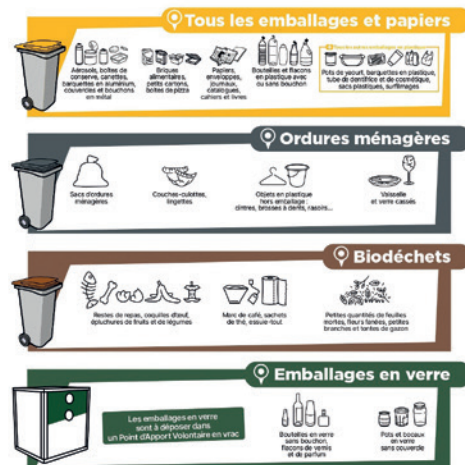 Tous les emballages et papiers
Aérosols, boîtes de
conserve, canettes,
barquettes en aluminium,
couvercles et bouchons
en métal
Briques
alimentaires,
petits cartons,
boîtes de pizza
Papiers,
enveloppes,
journaux,
catalogues,
cahiers et livres
Bouteilles et flacons
en plastique avec
ou sans bouchon
Pots de yaourt, barquettes en plastique,
tube de dentifrice et de cosmétique,
sacs plastiques, surfilmages
Ordures ménagères
Sacs d'ordures
ménagères
Couches-culottes,
lingettes
Objets en plastique
hors emballage :
cintres, brosses à dents, rasoirs...
Vaisselle
et verre cassés
Biodéchets
Restes de repas, coquilles d'œuf,
épluchures de fruits et de légumes
Marc de café, sachets
de thé, essuie-tout
Petites quantités de feuilles
mortes, fleurs fanées, petites
branches et tontes de gazon
Emballages en verre
Les emballages en verre
sont à déposer dans
un Point d'Apport Volontaire en vrac
Bouteilles en verre
sans bouchon,
flacons de vernis
et de parfum
Pots et bocaux
en verre
sans couvercle